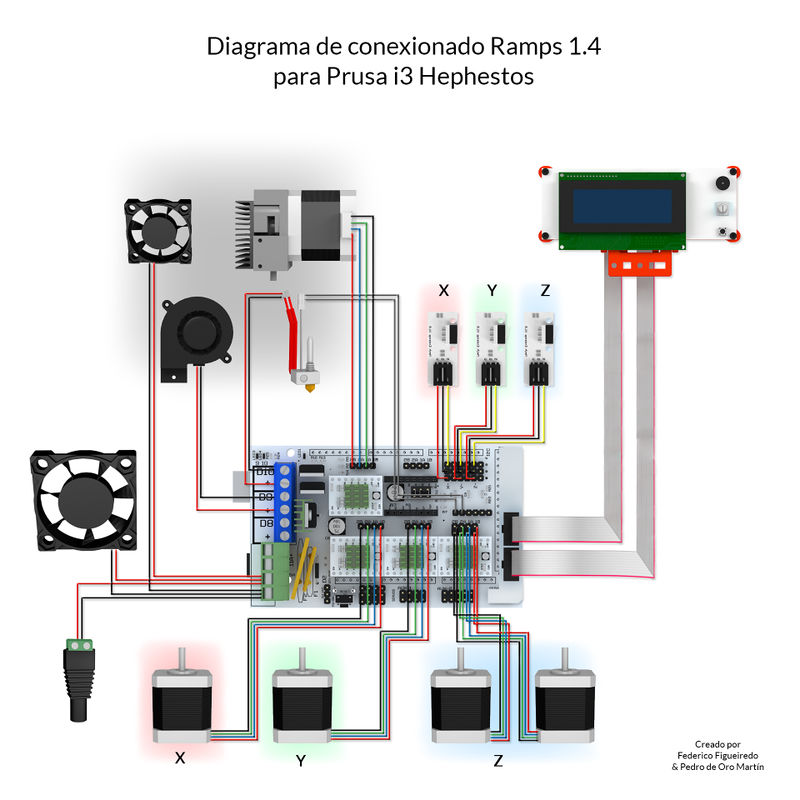 Diagrama de conexionado Ramps 1.4
para Prusa i3 Hephestos
X
Y
Z
D10
D9
D8
X
Y
Z
Creado por
Federico Figueiredo
& Pedro de Oro Martín